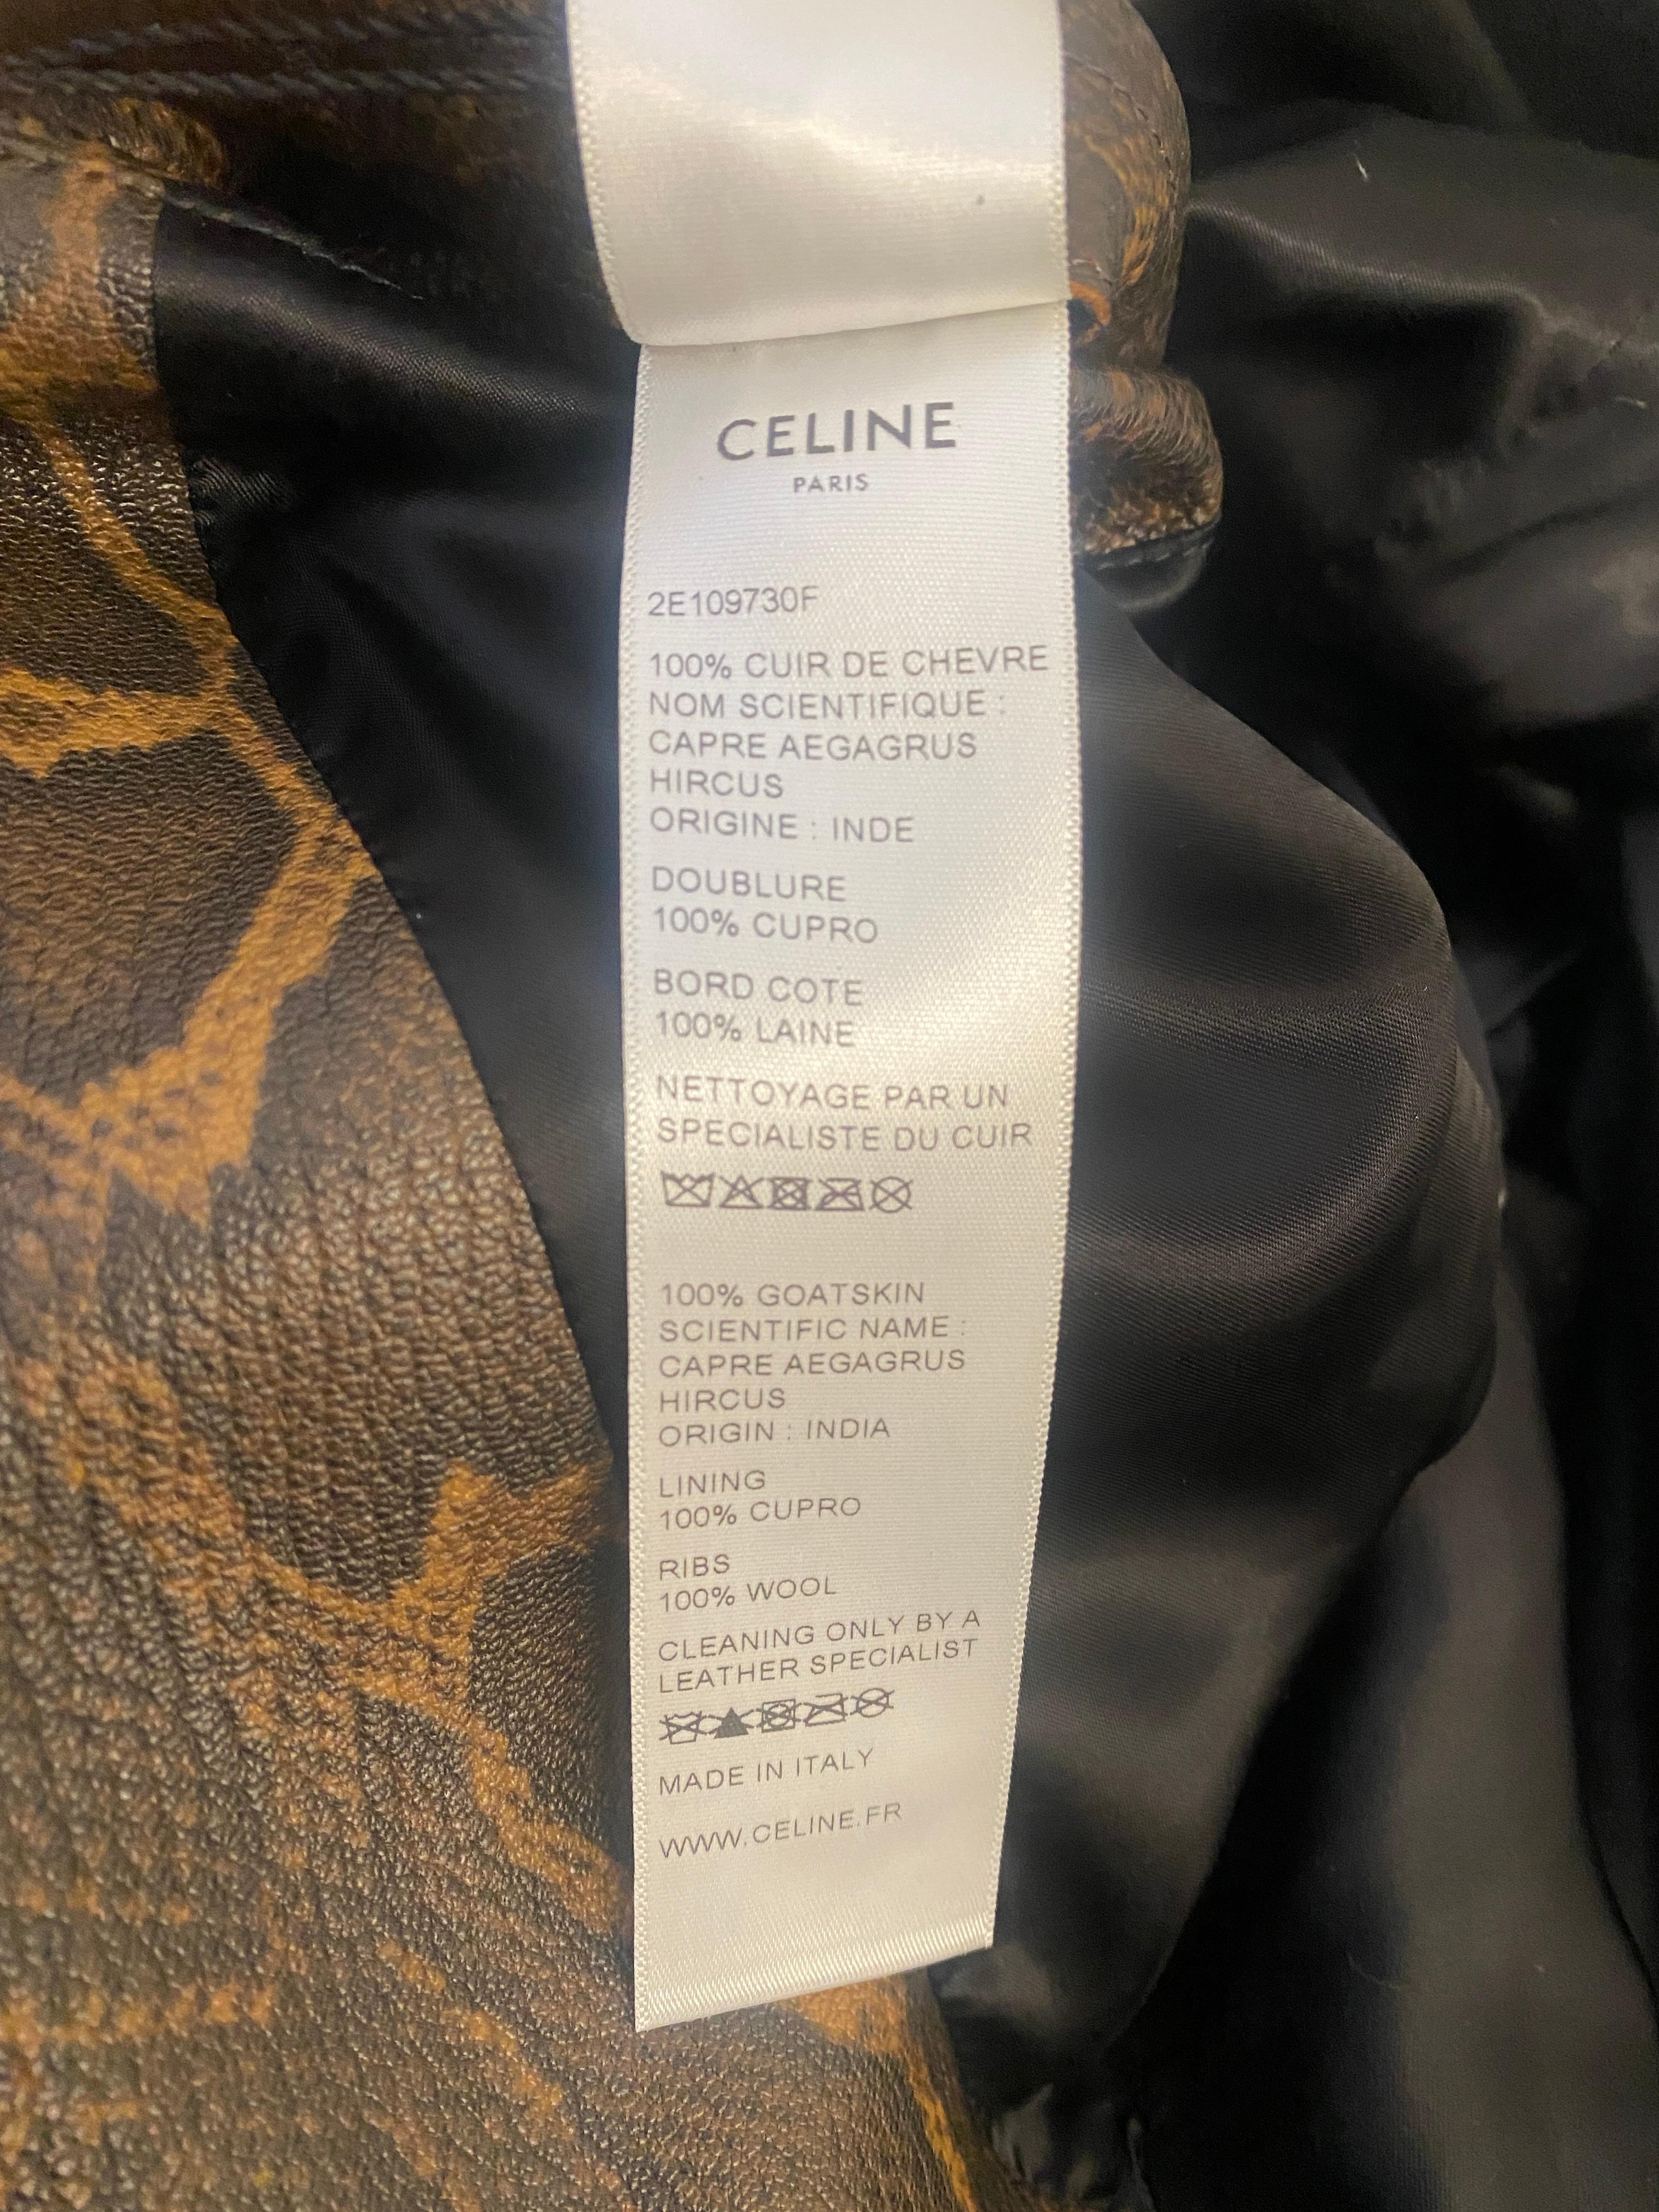 CELINE
PARIS
2E109730F
100% CUIR DE CHEVRE
NOM SCIENTIFIQUE :
CAPRE AEGAGRUS
HIRCUS
ORIGINE : INDE
DOUBLURE
100% CUPRO
BORD COTE
100% LAINE
NETTOYAGE PAR UN
SPECIALISTE DU CUIR
100% GOATSKIN
SCIENTIFIC NAME :
CAPRE AEGAGRUS
HIRCUS
ORIGIN : INDIA
LINING
100% CUPRO
RIBS
100% WOOL
CLEANING ONLY BY A
LEATHER SPECIALIST
MADE IN ITALY
WWW.CELINE.FR